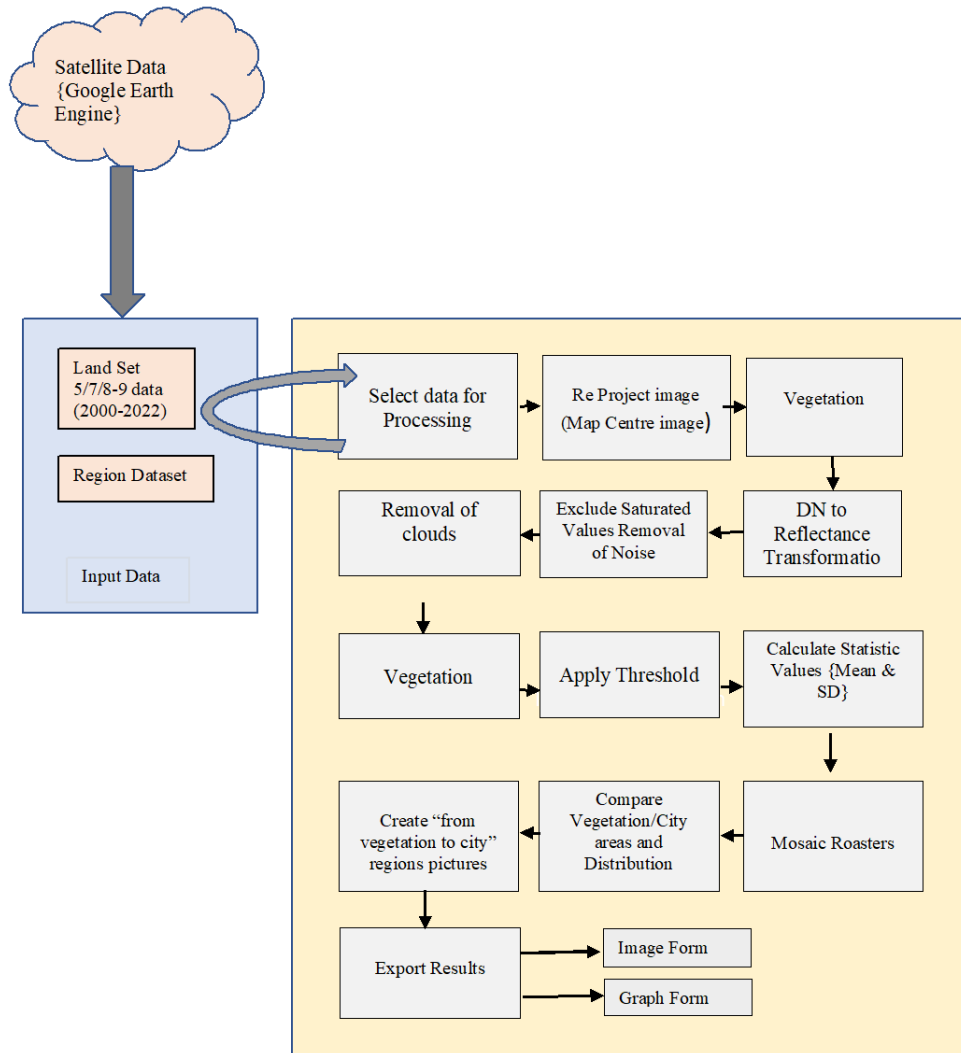 Satellite Data
{Google Earth
Engine}
Land Set
5/7/8-9 data
(2000-2022)
Region Dataset
Input Data
Select data for
Processing
Re Project image
(Map Centre image)
Vegetation
DN to
Reflectance
Transformatio
Exclude Saturated
Values Removal
of Noise
Removal of
clouds
Vegetation
Apply Threshold
Calculate Statistic
Values {Mean &
SD}
Mosaic Roasters
Compare
Vegetation/City
areas and
Distribution
Create “from
vegetation to city”
regions pictures
Export Results
Image Form
Graph Form